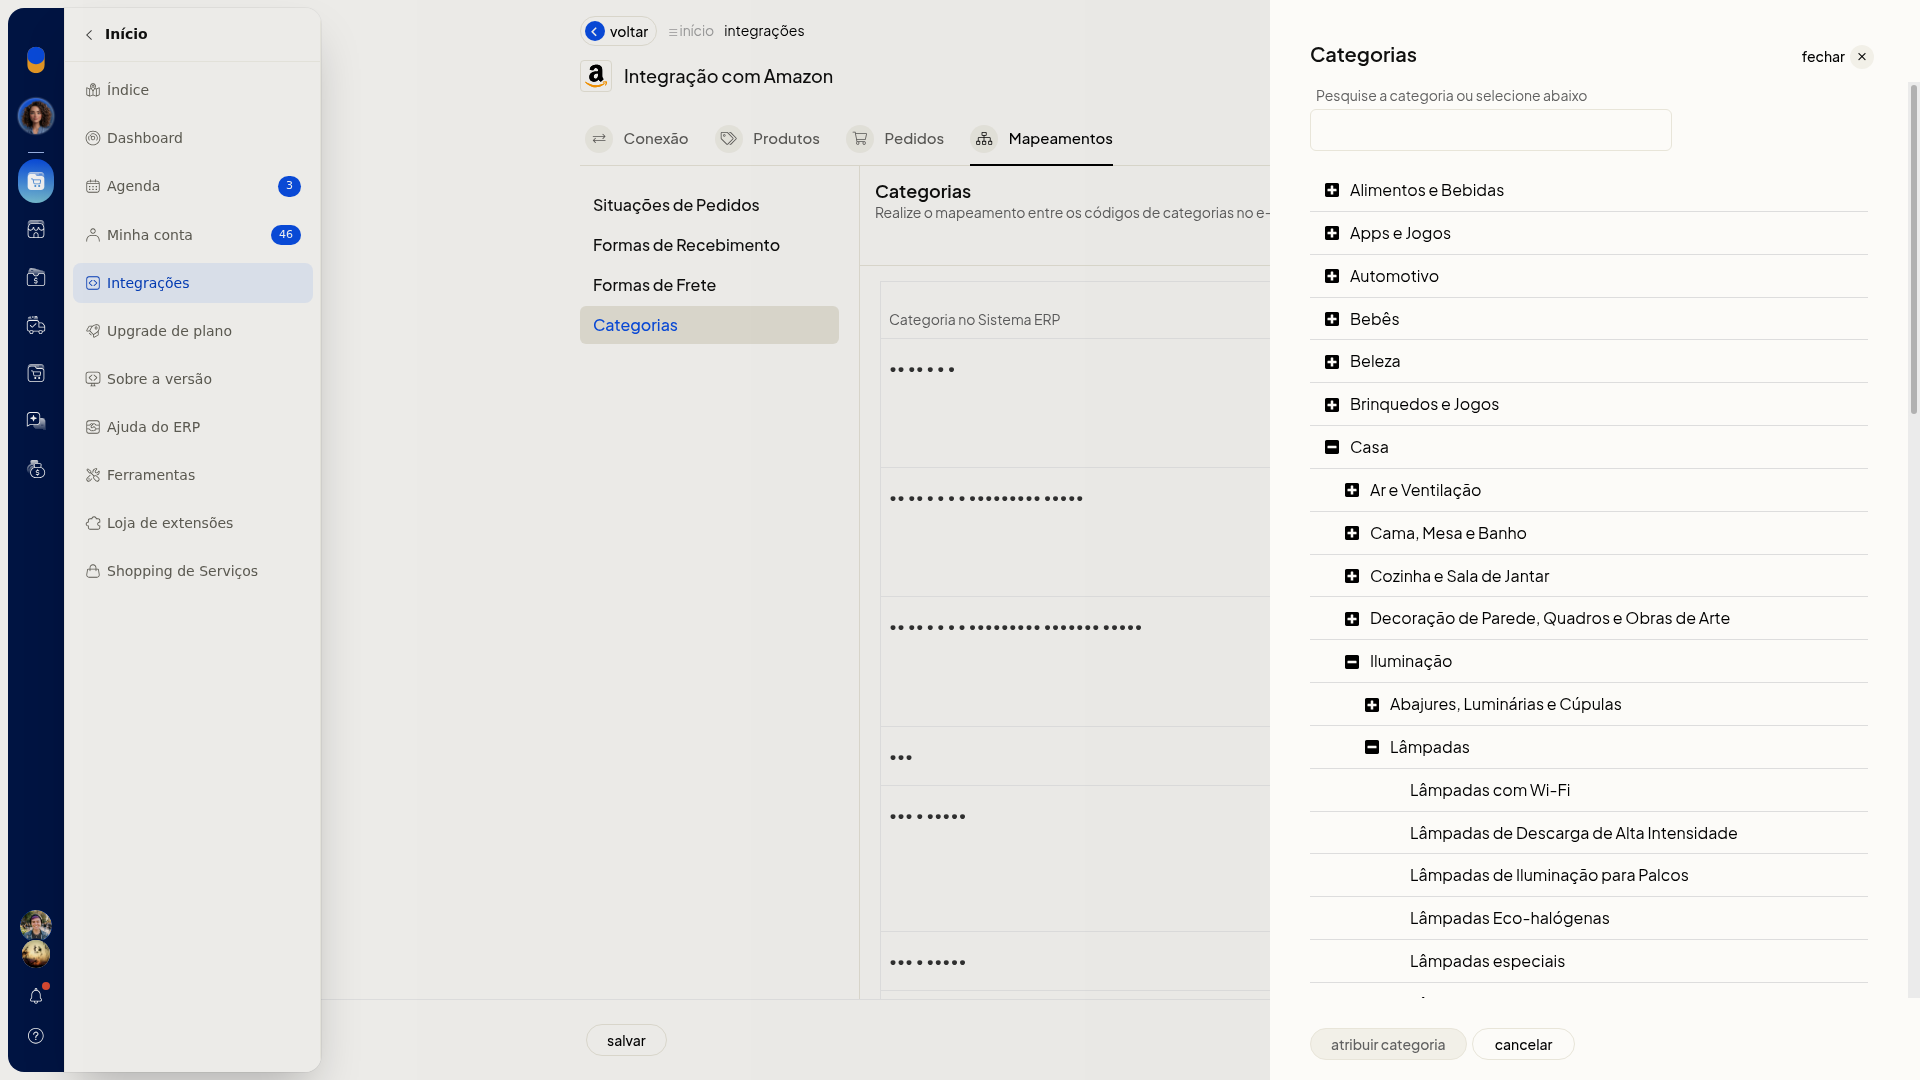 Início
Índice
Dashboard
Agenda 3
Minha conta 46
Integrações
Upgrade de plano
Sobre a versão
Ajuda do ERP
Ferramentas
Loja de extensões
Shopping de Serviços
voltar início integrações
Integração com Amazon
Conexão Produtos Pedidos Mapeamentos
Situações de Pedidos
Formas de Recebimento
Formas de Frete
Categorias
Categorias
Realize o mapeamento entre os códigos de categorias no e-
Categoria no Sistema ERP
salvar
Categorias
fechar
Pesquise a categoria ou selecione abaixo
Alimentos e Bebidas
Apps e Jogos
Automotivo
Bebês
Beleza
Brinquedos e Jogos
Casa
Ar e Ventilação
Cama, Mesa e Banho
Cozinha e Sala de Jantar
Decoração de Parede, Quadros e Obras de Arte
Iluminação
Abajures, Luminárias e Cúpulas
Lâmpadas
Lâmpadas com Wi-Fi
Lâmpadas de Descarga de Alta Intensidade
Lâmpadas de Iluminação para Palcos
Lâmpadas Eco-halógenas
Lâmpadas especiais
atribuir categoria cancelar